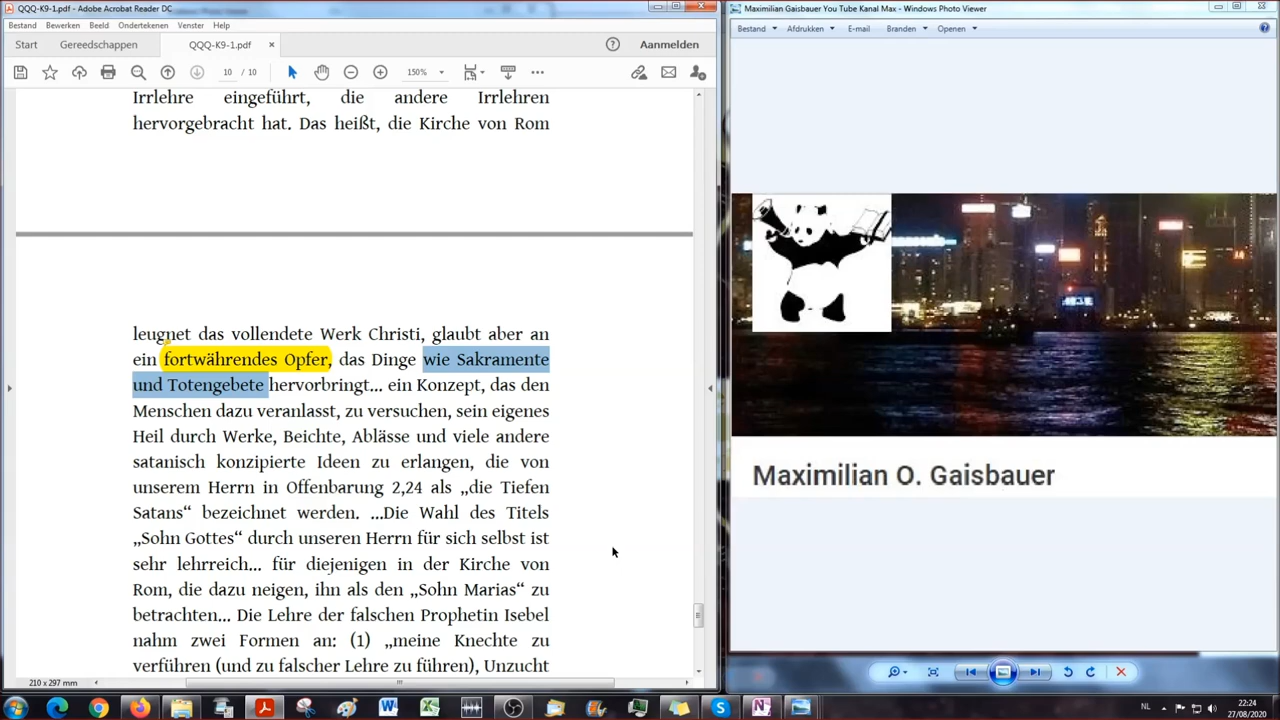 QQQ-K9-1.pdf - Adobe Acrobat Reader DC
Bestand Bewerken Beeld Ondertekenen Venster Help
Start Gereedschappen QQQ-K9-1.pdf × Aanmelden
10 / 10 150%
Irrlehre eingeführt, die andere Irrlehren
hervorgebracht hat. Das heißt, die Kirche von Rom
leugnet das vollendete Werk Christi, glaubt aber an
ein fortwährendes Opfer, das Dinge wie Sakramente
und Totengebete hervorbringt... ein Konzept, das den
Menschen dazu veranlasst, zu versuchen, sein eigenes
Heil durch Werke, Beichte, Ablässe und viele andere
satanisch konzipierte Ideen zu erlangen, die von
unserem Herrn in Offenbarung 2,24 als „die Tiefen
Satans“ bezeichnet werden. ...Die Wahl des Titels
„Sohn Gottes“ durch unseren Herrn für sich selbst ist
sehr lehrreich... für diejenigen in der Kirche von
Rom, die dazu neigen, ihn als den „Sohn Marias“ zu
betrachten... Die Lehre der falschen Prophetin Isebel
nahm zwei Formen an: (1) „meine Knechte zu
verführen (und zu falscher Lehre zu führen), Unzucht
210 x 297 mm
Maximilian Gaisbauer You Tube Kanal Max - Windows Photo Viewer
Bestand Afdrukken E-mail Branden Openen
Maximilian O. Gaisbauer
NL
22:24
27/08/2020